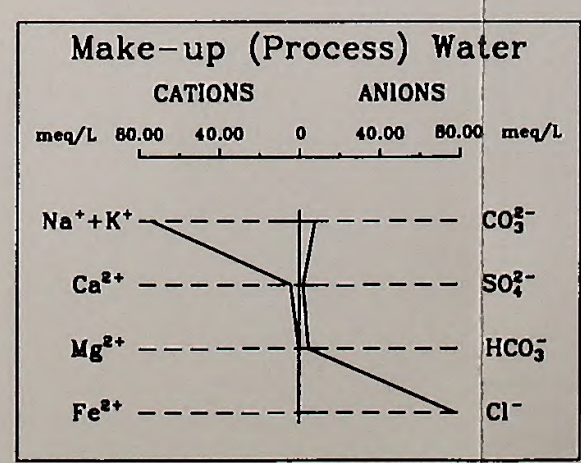 Make-up (Process) Water
CATIONS ANIONS
meq/L 80.00 40.00 0 40.00 80.00 meq/L
Na⁺+K⁺ CO₃²⁻
Ca²⁺ SO₄²⁻
Mg²⁺ HCO₃⁻
Fe²⁺ Cl⁻